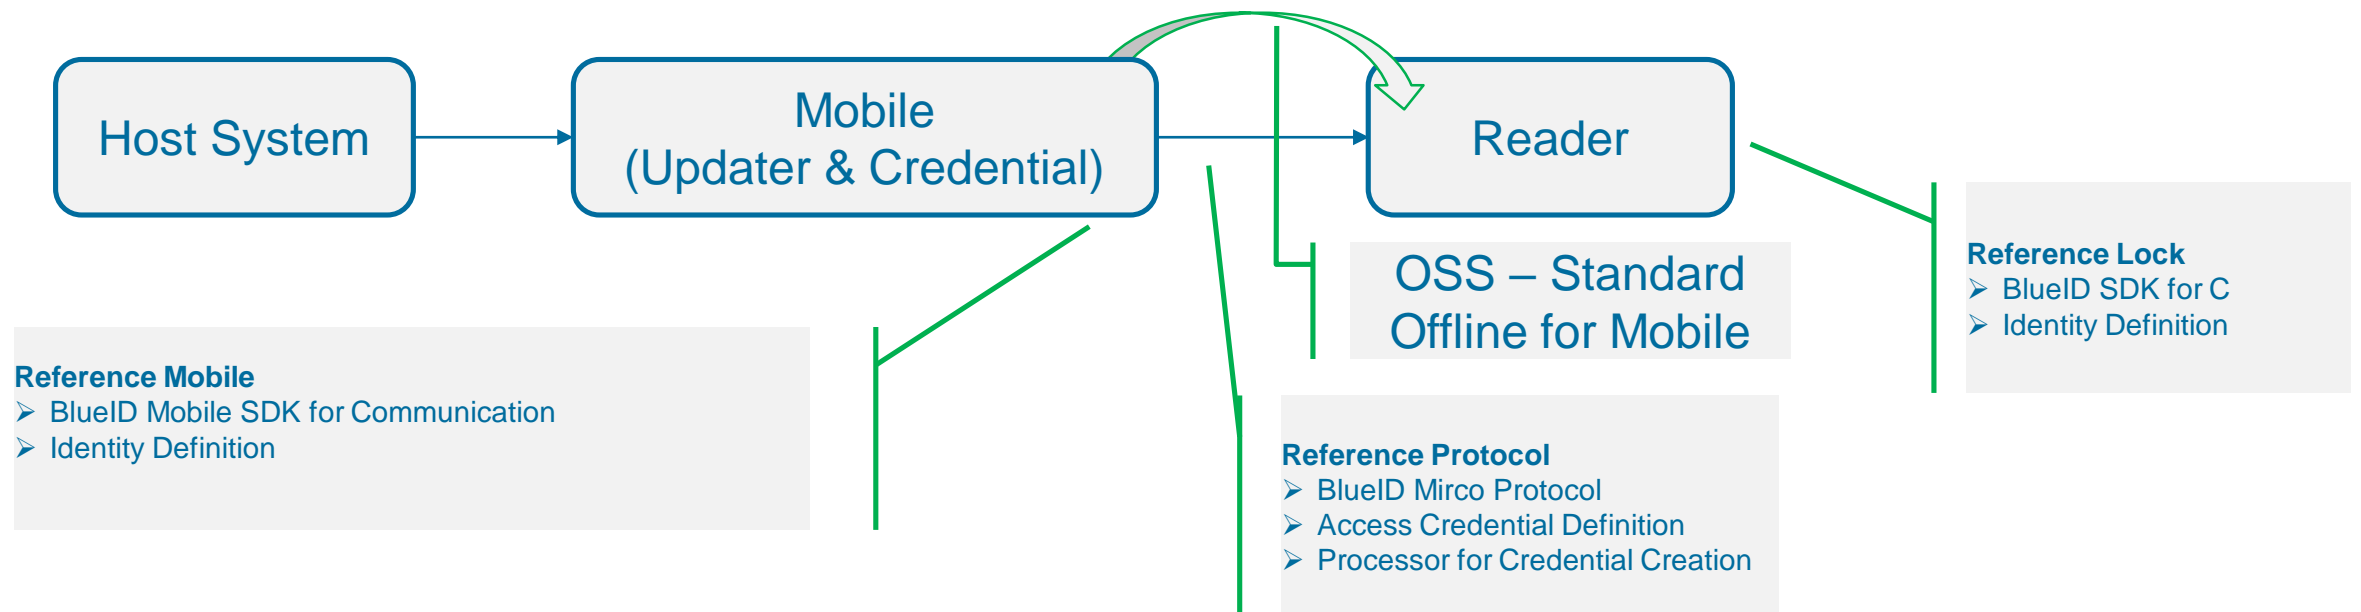 Host System
Mobile
(Updater & Credential)
Reader
OSS – Standard
Offline for Mobile
Reference Lock
➢ BlueID SDK for C
➢ Identity Definition
Reference Mobile
➢ BlueID Mobile SDK for Communication
➢ Identity Definition
Reference Protocol
➢ BlueID Mirco Protocol
➢ Access Credential Definition
➢ Processor for Credential Creation